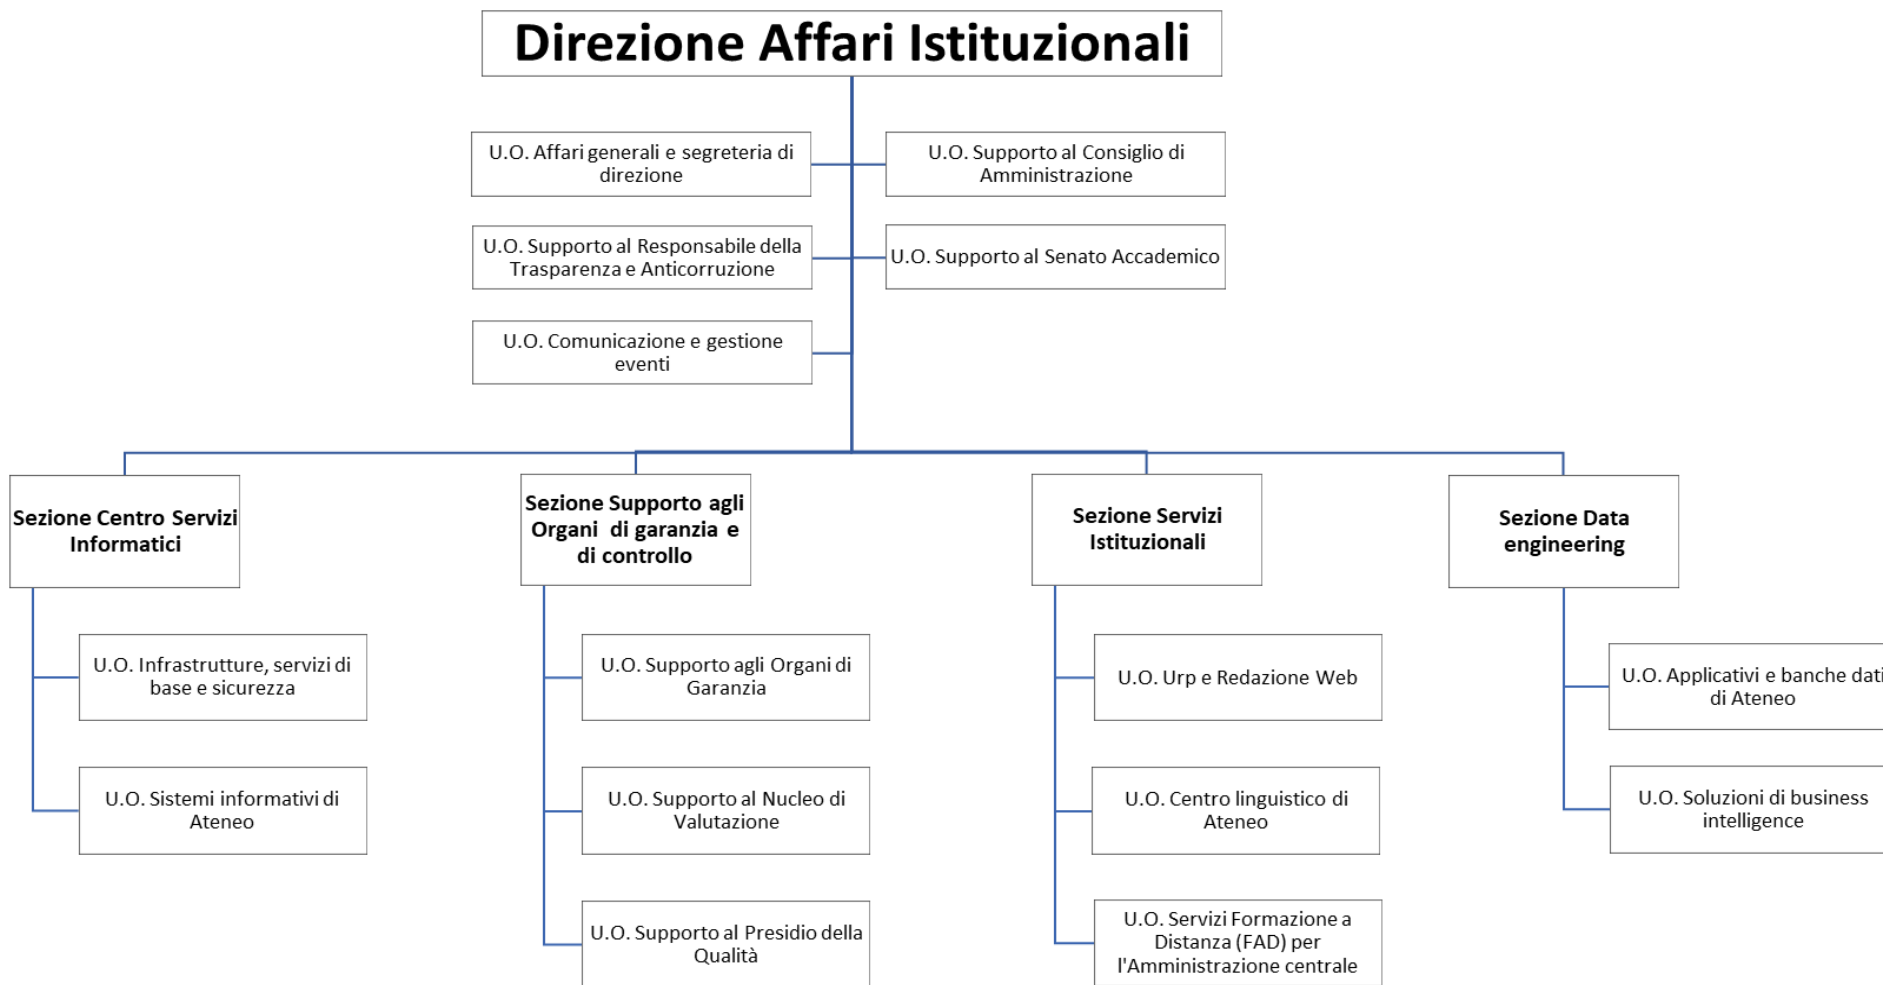 Direzione Affari Istituzionali
U.O. Affari generali e segreteria di
direzione
U.O. Supporto al Consiglio di
Amministrazione
U.O. Supporto al Responsabile della
Trasparenza e Anticorruzione
U.O. Supporto al Senato Accademico
U.O. Comunicazione e gestione
eventi
Sezione Centro Servizi
Informatici
Sezione Supporto agli
Organi di garanzia e
di controllo
Sezione Servizi
Istituzionali
Sezione Data
engineering
U.O. Infrastrutture, servizi di
base e sicurezza
U.O. Sistemi informativi di
Ateneo
U.O. Supporto agli Organi di
Garanzia
U.O. Supporto al Nucleo di
Valutazione
U.O. Supporto al Presidio della
Qualità
U.O. Urp e Redazione Web
U.O. Centro linguistico di
Ateneo
U.O. Servizi Formazione a
Distanza (FAD) per
l'Amministrazione centrale
U.O. Applicativi e banche dati
di Ateneo
U.O. Soluzioni di business
intelligence